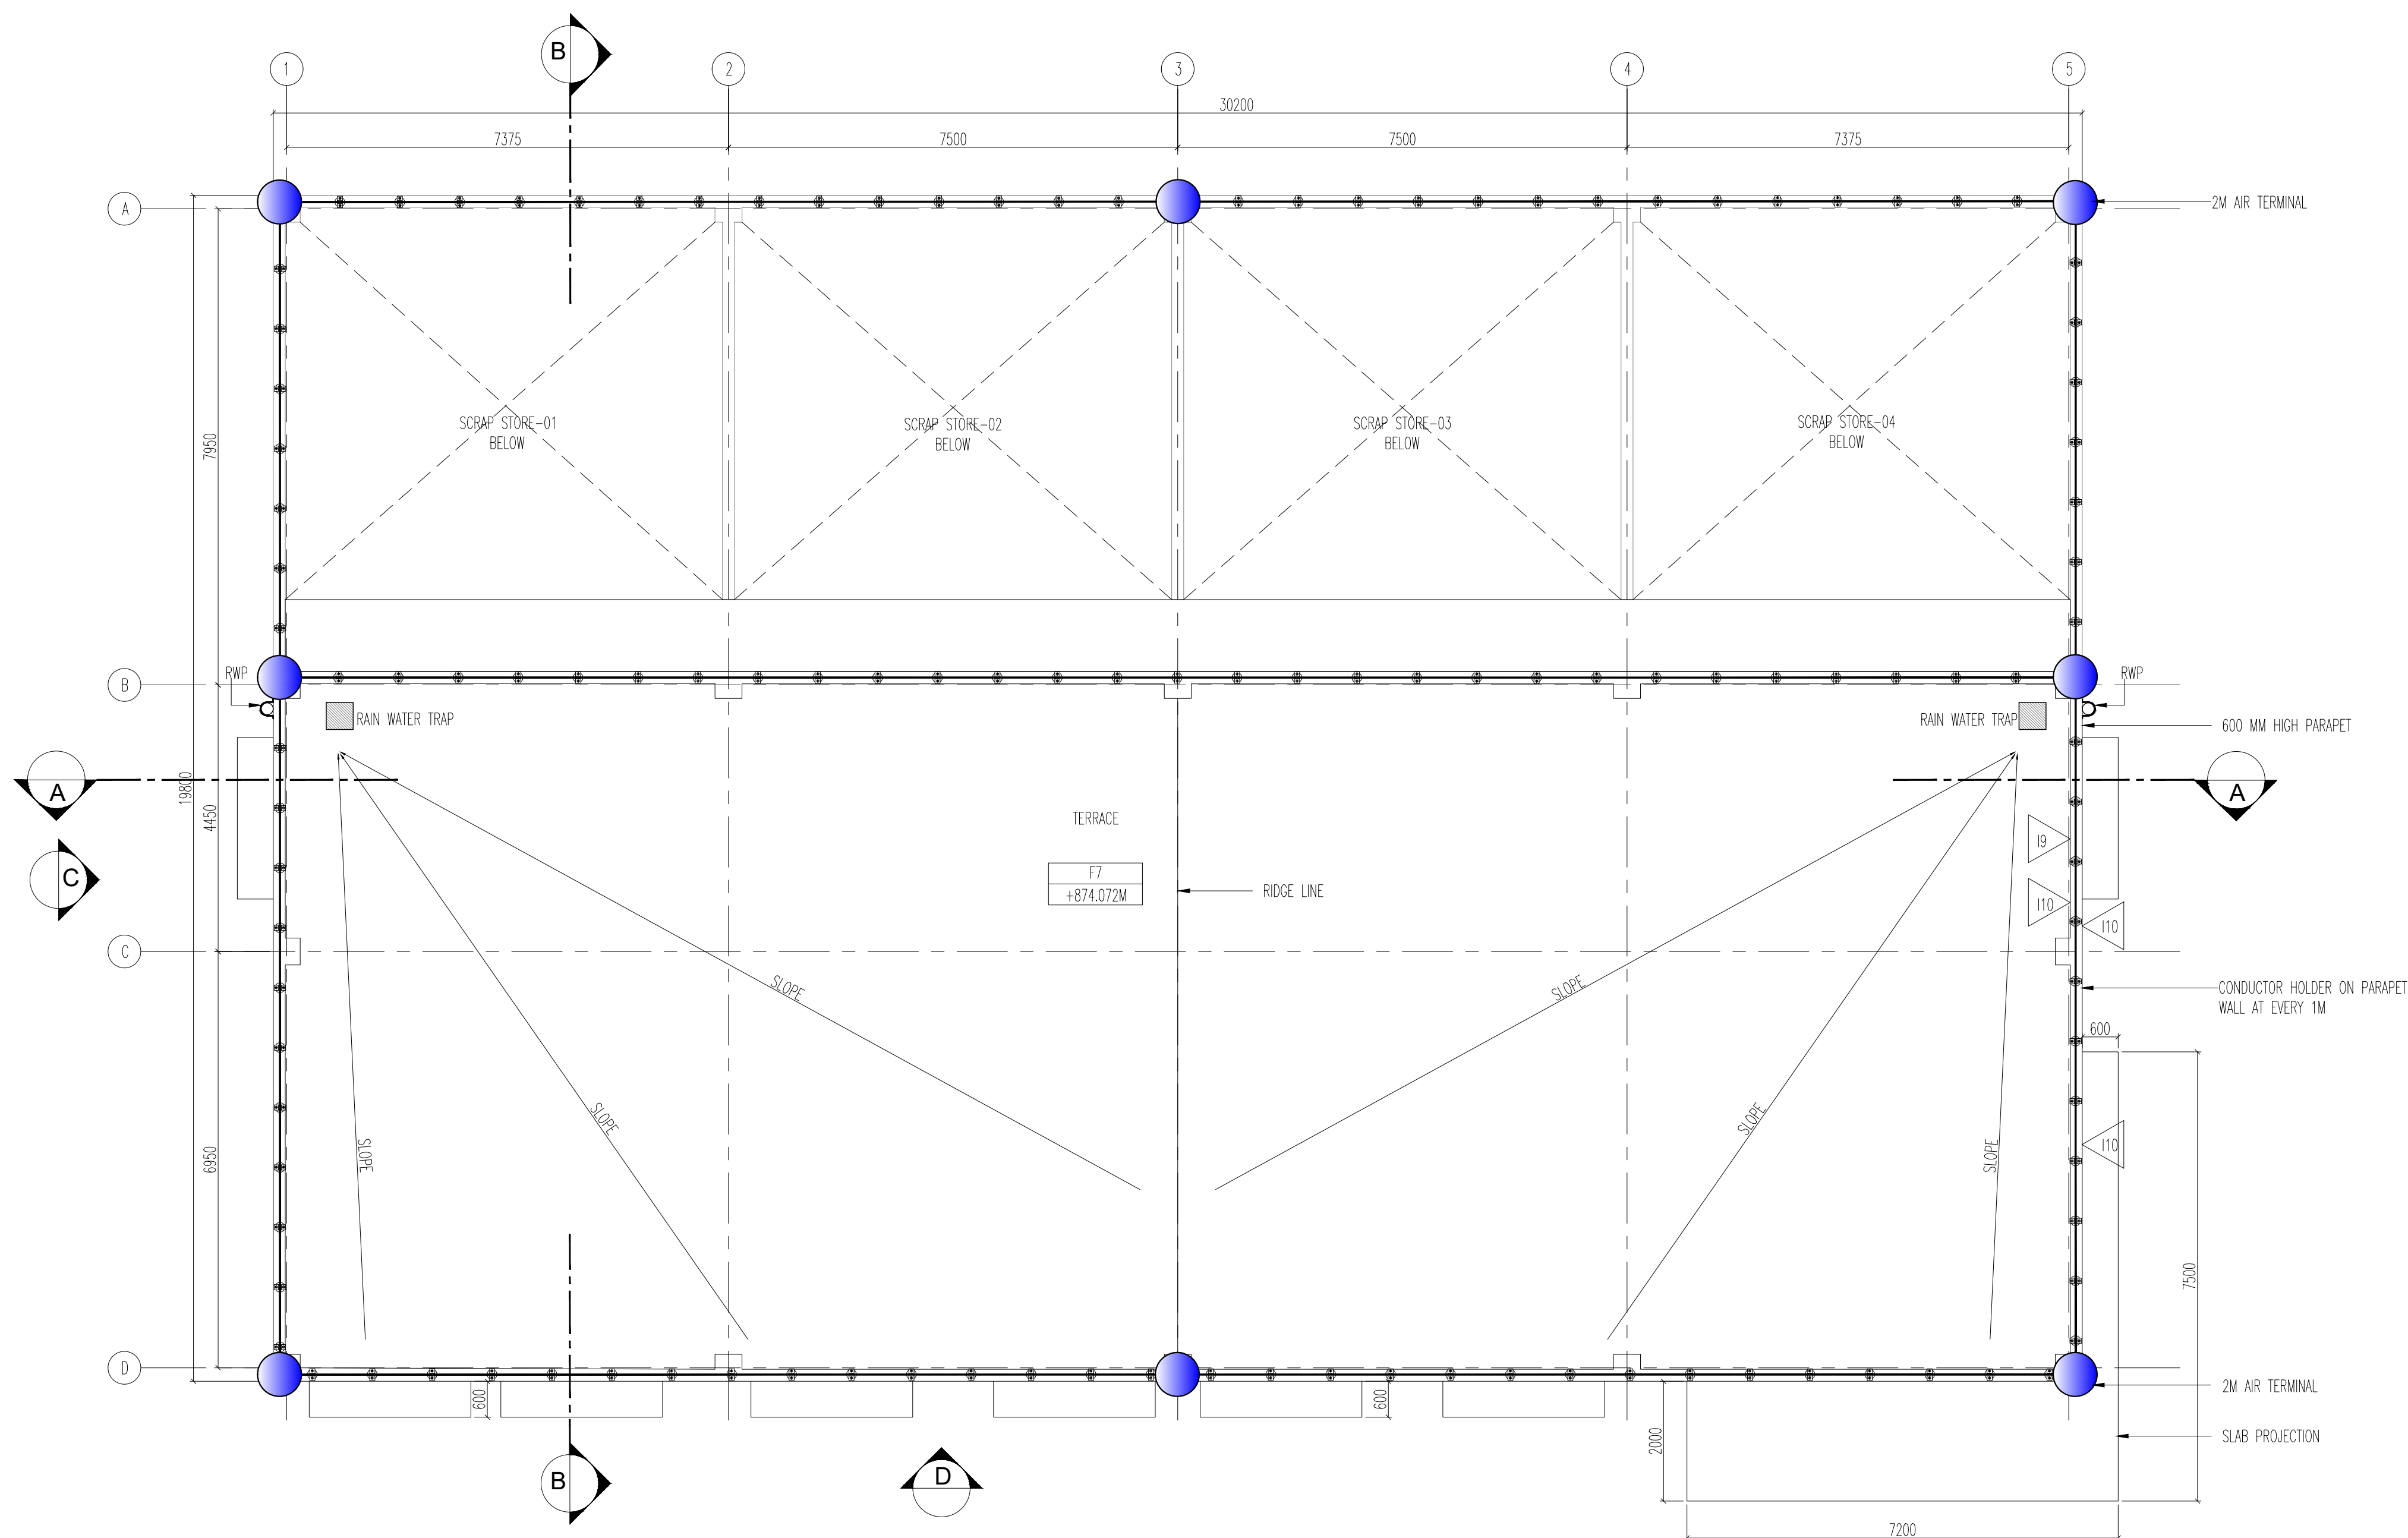 B
1
2
3
4
5
30200
7375
7500
7500
7375
A
2M AIR TERMINAL
SCRAP STORE-01
BELOW
SCRAP STORE-02
BELOW
SCRAP STORE-03
BELOW
SCRAP STORE-04
BELOW
7950
B
RWP
RWP
RAIN WATER TRAP
RAIN WATER TRAP
600 MM HIGH PARAPET
A
A
19800
4450
TERRACE
I9
C
F7
+874.072M
RIDGE LINE
I10
I10
C
SLOPE
SLOPE
CONDUCTOR HOLDER ON PARAPET
WALL AT EVERY 1M
600
SLOPE
SLOPE
SLOPE
SLOPE
I10
6950
7500
D
2M AIR TERMINAL
600
600
2000
SLAB PROJECTION
B
D
7200